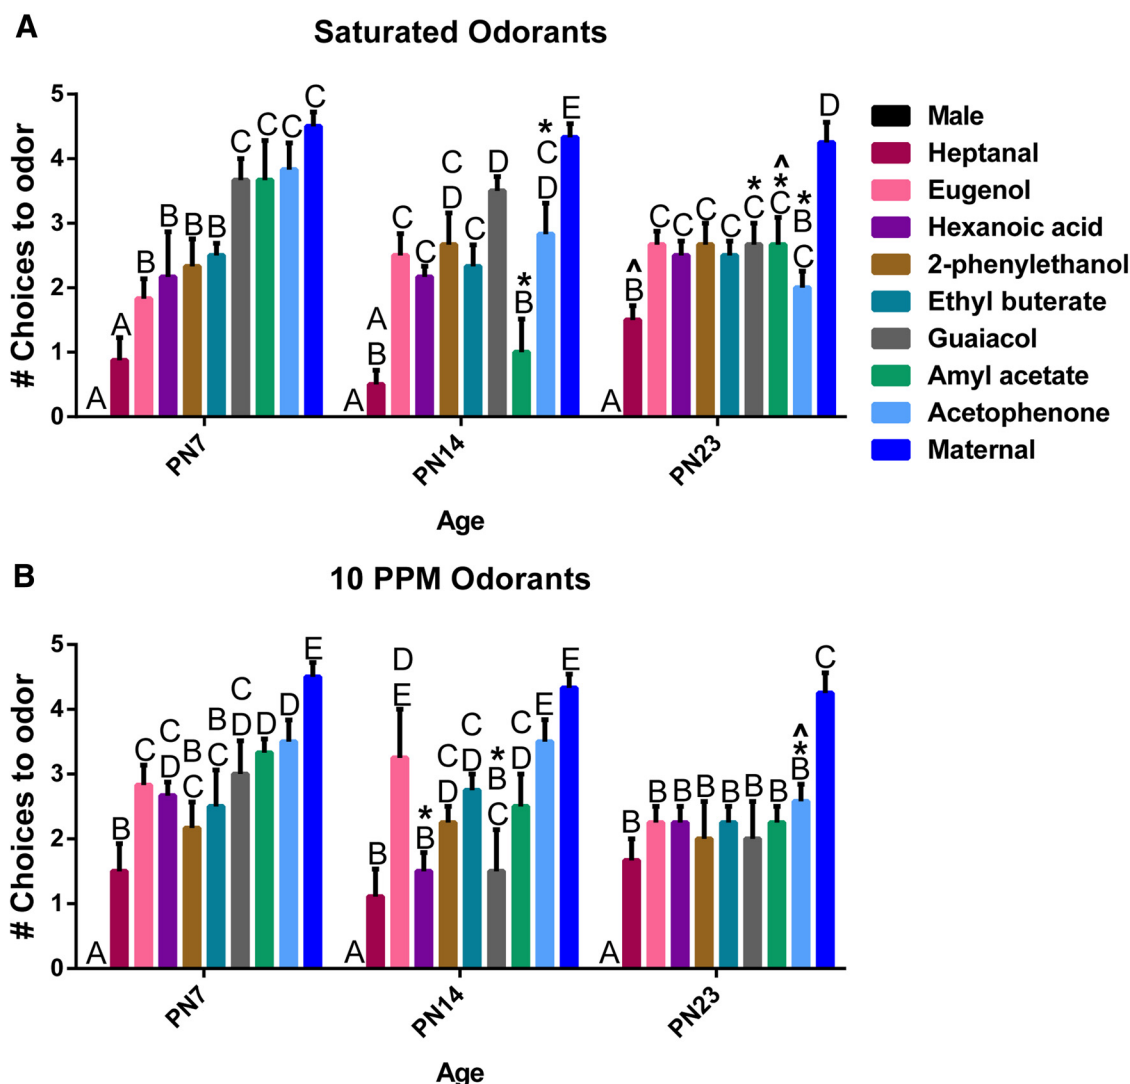 A
Saturated Odorants
# Choices to odor
5
4
3
2
1
0
A A B B B B C C C C
A A B C C C D C D * B * C D E
A ^ B C C C C * C ^ * C * B C D
PN7 PN14 PN23
Age
Male
Heptanal
Eugenol
Hexanoic acid
2-phenylethanol
Ethyl buterate
Guaiacol
Amyl acetate
Acetophenone
Maternal
B
10 PPM Odorants
# Choices to odor
5
4
3
2
1
0
A B C C D B C B C C D D D E
A B D E * B C D C D * B C C D E E
A B B B B B B B ^ * B C
PN7 PN14 PN23
Age